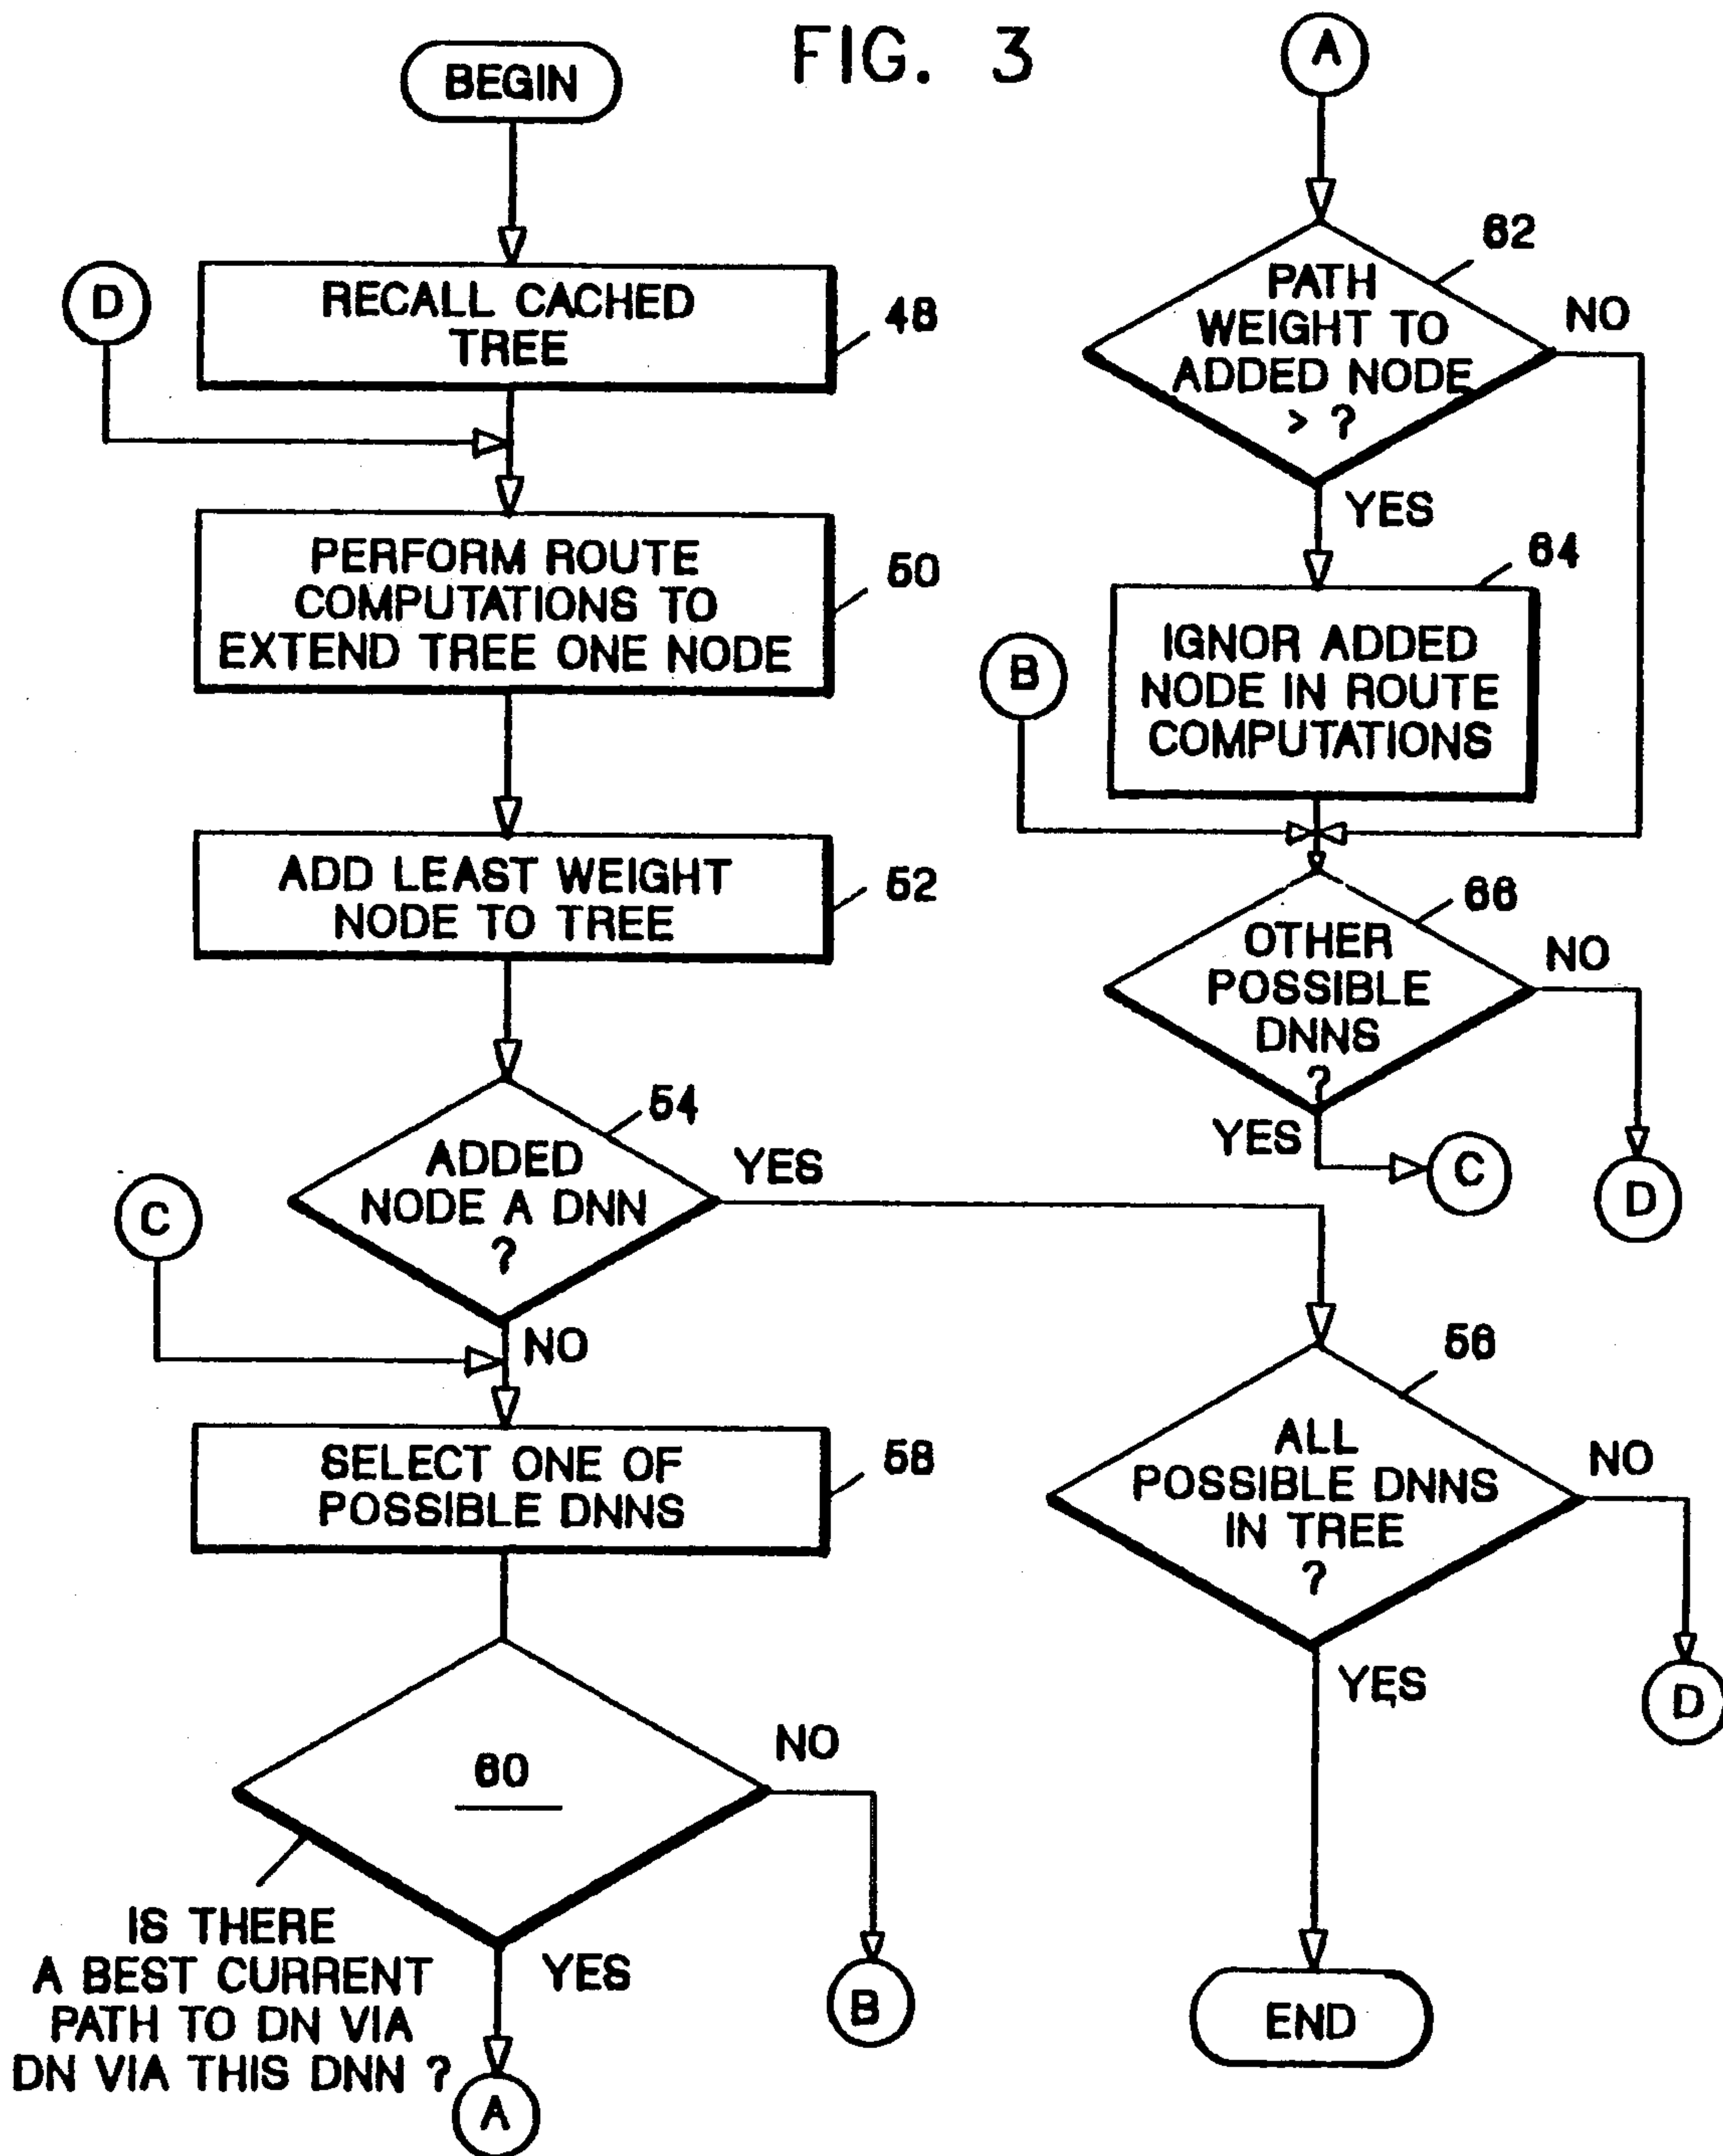 FIG. 3
BEGIN
D
RECALL CACHED
TREE
48
PERFORM ROUTE
COMPUTATIONS TO
EXTEND TREE ONE NODE
50
ADD LEAST WEIGHT
NODE TO TREE
52
ADDED
NODE A DNN
?
54
YES
NO
C
SELECT ONE OF
POSSIBLE DNNS
58
60
NO
YES
IS THERE
A BEST CURRENT
PATH TO DN VIA
DN VIA THIS DNN ?
A
B
A
PATH
WEIGHT TO
ADDED NODE
> ?
62
NO
YES
IGNOR ADDED
NODE IN ROUTE
COMPUTATIONS
64
B
OTHER
POSSIBLE
DNNS
?
66
NO
YES
C
D
ALL
POSSIBLE DNNS
IN TREE
?
56
NO
D
YES
END